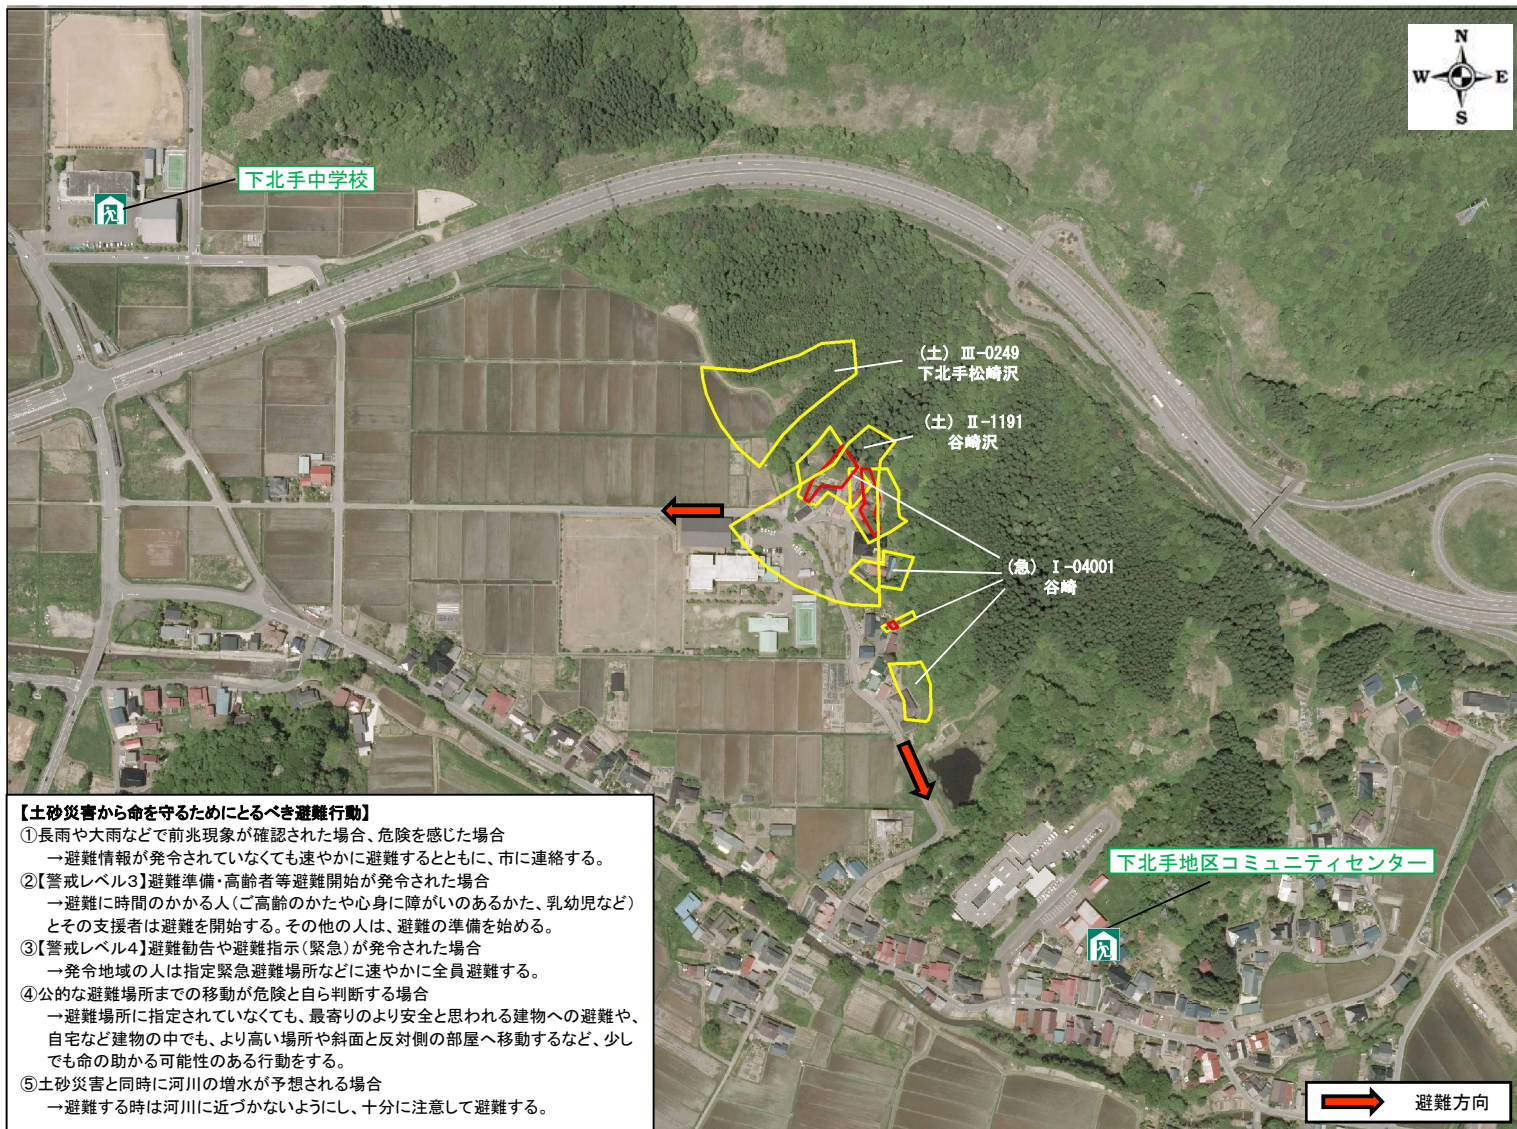 N
W E
S
下北手中学校
(土) Ⅲ-0249
下北手松崎沢
(土) Ⅱ-1191
谷崎沢
(急) Ⅰ-04001
谷崎
下北手地区コミュニティセンター
【土砂災害から命を守るためにとるべき避難行動】
①長雨や大雨などで前兆現象が確認された場合、危険を感じた場合
→避難情報が発令されていなくても速やかに避難するとともに、市に連絡する。
②【警戒レベル3】避難準備・高齢者等避難開始が発令された場合
→避難に時間のかかる人(ご高齢のかたや心身に障がいのあるかた、乳幼児など)
とその支援者は避難を開始する。その他の人は、避難の準備を始める。
③【警戒レベル4】避難勧告や避難指示(緊急)が発令された場合
→発令地域の人は指定緊急避難場所などに速やかに全員避難する。
④公的な避難場所までの移動が危険と自ら判断する場合
→避難場所に指定されていなくても、最寄りのより安全と思われる建物への避難や、
自宅など建物の中でも、より高い場所や斜面と反対側の部屋へ移動するなど、少し
でも命の助かる可能性のある行動をする。
⑤土砂災害と同時に河川の増水が予想される場合
→避難する時は河川に近づかないようにし、十分に注意して避難する。
避難方向